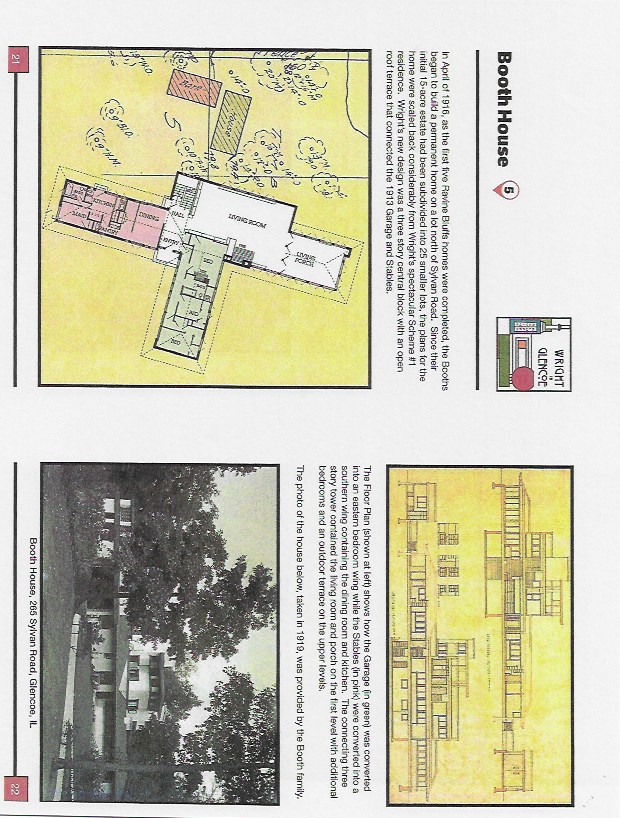 Booth House 5
WRIGHT
IN
GLENCOE
In April of 1916, as the first five Ravine Bluffs homes were completed, the Booths
began to build a permanent home on a lot north of Sylvan Road. Since their
initial 15-acre estate had been subdivided into 25 smaller lots, the plans for the
home were scaled back considerably from Wright's spectacular Scheme #1
residence. Wright's new design was a three story central block with an open
roof terrace that connected the 1913 Garage and Stables.
LIVING ROOM
LIVING
PORCH
HALL
ENTRY
DINING
KITCHEN
21
The Floor Plan (shown at left) shows how the Garage (in green) was converted
into an eastern bedroom wing while the Stables (in pink) were converted into a
southern wing containing the dining room and kitchen. The connecting three
story tower contained the living room and porch on the first level with additional
bedrooms and an outdoor terrace on the upper levels.
The photo of the house below, taken in 1919, was provided by the Booth family.
Booth House, 265 Sylvan Road, Glencoe, IL
22